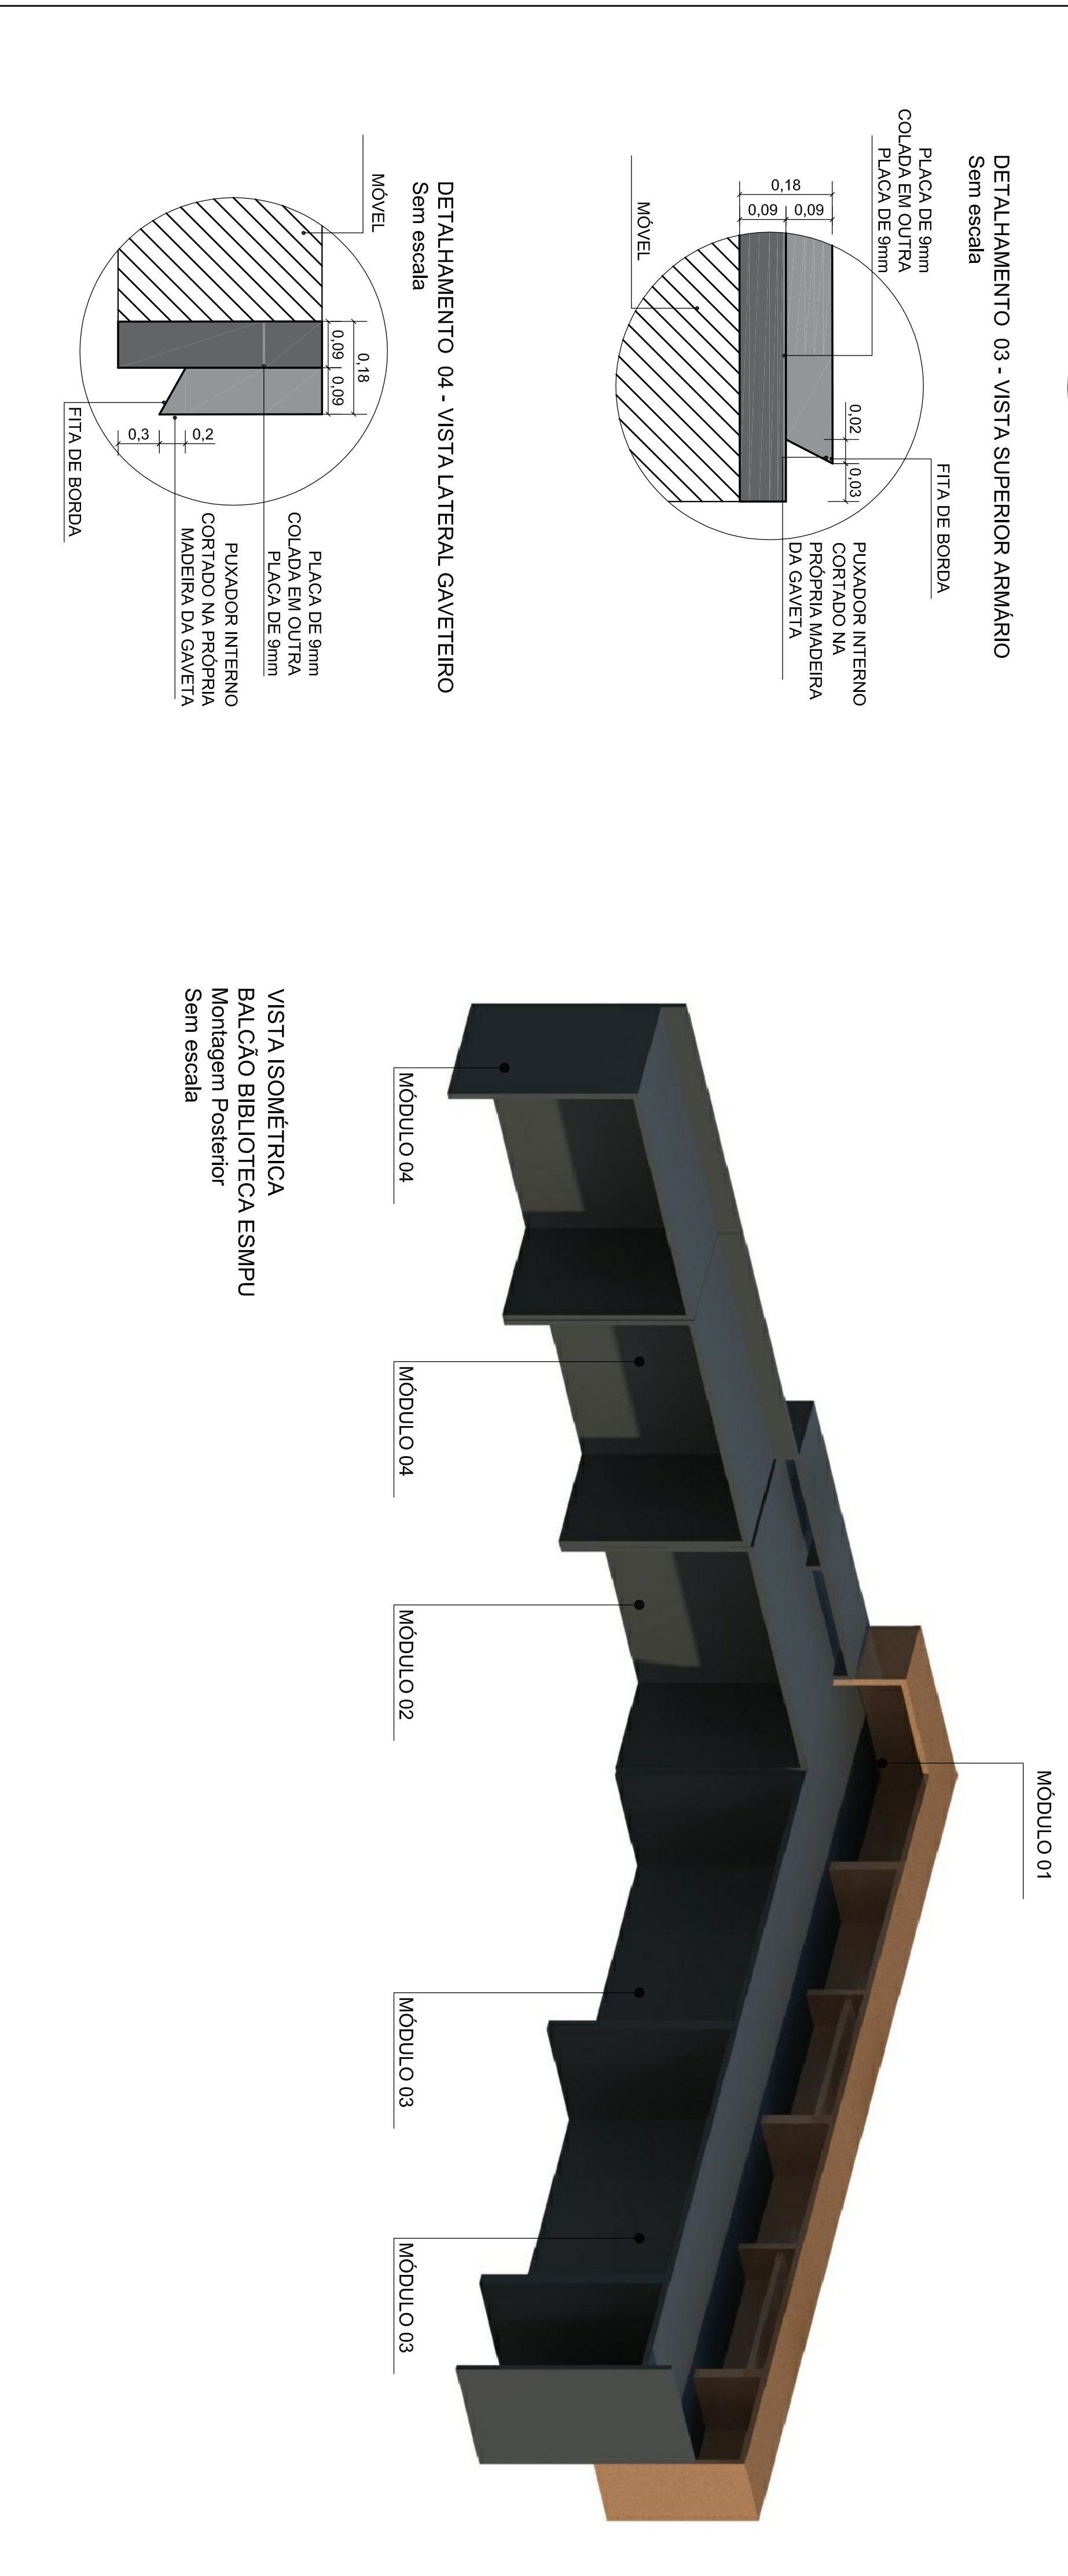 DETALHAMENTO 03 - VISTA SUPERIOR ARMÁRIO
Sem escala
PLACA DE 9mm
COLADA EM OUTRA
PLACA DE 9mm
0,18
0,09
0,09
MÓVEL
0,02
0,03
FITA DE BORDA
PUXADOR INTERNO
CORTADO NA
PRÓPRIA MADEIRA
DA GAVETA
DETALHAMENTO 04 - VISTA LATERAL GAVETEIRO
Sem escala
MÓVEL
0,18
0,09
0,09
0,3
0,2
FITA DE BORDA
PLACA DE 9mm
COLADA EM OUTRA
PLACA DE 9mm
PUXADOR INTERNO
CORTADO NA PRÓPRIA
MADEIRA DA GAVETA
MÓDULO 01
MÓDULO 04
MÓDULO 04
MÓDULO 02
MÓDULO 03
MÓDULO 03
VISTA ISOMÉTRICA
BALCÃO BIBLIOTECA ESMPU
Montagem Posterior
Sem escala